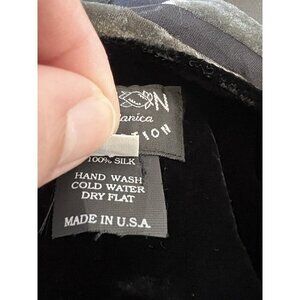 N
anica
TION
100% SILK
HAND WASH
COLD WATER
DRY FLAT
MADE IN U.S.A.